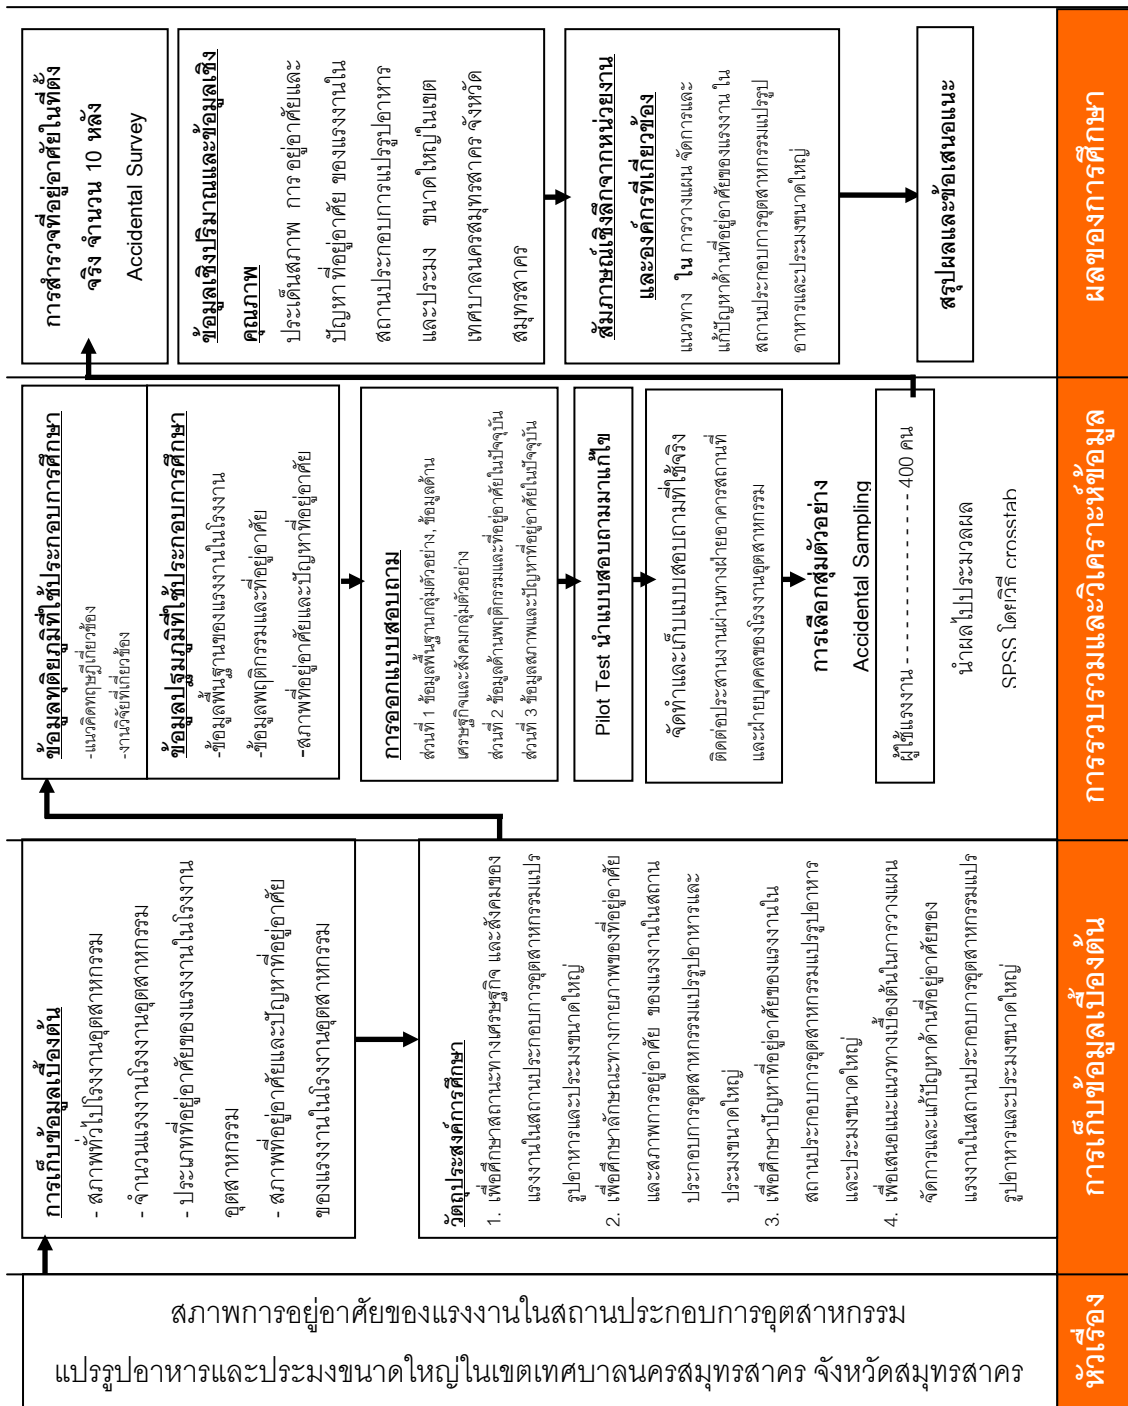 หัวเรื่อง
สภาพการอยู่อาศัยของแรงงานในสถานประกอบการอุตสาหกรรม
แปรรูปอาหารและประมงขนาดใหญ่ในเขตเทศบาลนครสมุทรสาคร จังหวัดสมุทรสาคร
การเก็บข้อมูลเบื้องต้น
การเก็บข้อมูลเบื้องต้น
- สภาพทั่วไปโรงงานอุตสาหกรรม
- จำนวนแรงงานโรงงานอุตสาหกรรม
- ประเภทที่อยู่อาศัยของแรงงานในโรงงาน
อุตสาหกรรม
- สภาพที่อยู่อาศัยและปัญหาที่อยู่อาศัย
ของแรงงานในโรงงานอุตสาหกรรม
วัตถุประสงค์การศึกษา
1. เพื่อศึกษาสถานะทางเศรษฐกิจ และสังคมของ
แรงงานในสถานประกอบการอุตสาหกรรมแปร
รูปอาหารและประมงขนาดใหญ่
2. เพื่อศึกษาลักษณะทางกายภาพของที่อยู่อาศัย
และสภาพการอยู่อาศัย ของแรงงานในสถาน
ประกอบการอุตสาหกรรมแปรรูปอาหารและ
ประมงขนาดใหญ่
3. เพื่อศึกษาปัญหาที่อยู่อาศัยของแรงงานใน
สถานประกอบการอุตสาหกรรมแปรรูปอาหาร
และประมงขนาดใหญ่
4. เพื่อเสนอแนะแนวทางเบื้องต้นในการวางแผน
จัดการและแก้ปัญหาด้านที่อยู่อาศัยของ
แรงงานในสถานประกอบการอุตสาหกรรมแปร
รูปอาหารและประมงขนาดใหญ่
การรวบรวมและวิเคราะห์ข้อมูล
ข้อมูลทุติยภูมิที่ใช้ประกอบการศึกษา
-แนวคิดทฤษฎีเกี่ยวข้อง
-งานวิจัยที่เกี่ยวข้อง
ข้อมูลปฐมภูมิที่ใช้ประกอบการศึกษา
-ข้อมูลพื้นฐานของแรงงานในโรงงาน
-ข้อมูลพฤติกรรมและที่อยู่อาศัย
-สภาพที่อยู่อาศัยและปัญหาที่อยู่อาศัย
การออกแบบสอบถาม
ส่วนที่ 1 ข้อมูลพื้นฐานกลุ่มตัวอย่าง, ข้อมูลด้าน
เศรษฐกิจและสังคมกลุ่มตัวอย่าง
ส่วนที่ 2 ข้อมูลด้านพฤติกรรมและที่อยู่อาศัยในปัจจุบัน
ส่วนที่ 3 ข้อมูลสภาพและปัญหาที่อยู่อาศัยในปัจจุบัน
Pilot Test นำแบบสอบถามมาแก้ไข
จัดทำและเก็บแบบสอบถามที่ใช้จริง
ติดต่อประสานงานผ่านทางฝ่ายอาคารสถานที่
และฝ่ายบุคคลของโรงงานอุตสาหกรรม
การเลือกสุ่มตัวอย่าง
Accidental Sampling
ผู้ใช้แรงงาน - - - - - - - - - - 400 คน
นำผลไปประมวลผล
SPSS โดยวิธี crosstab
ผลของการศึกษา
การสำรวจที่อยู่อาศัยในที่ตั้ง
จริง จำนวน 10 หลัง
Accidental Survey
ข้อมูลเชิงปริมาณและข้อมูลเชิง
คุณภาพ
ประเด็นสภาพ การ อยู่อาศัยและ
ปัญหา ที่อยู่อาศัย ของแรงงานใน
สถานประกอบการแปรรูปอาหาร
และประมง ขนาดใหญ่ในเขต
เทศบาลนครสมุทรสาคร จังหวัด
สมุทรสาคร
สัมภาษณ์เชิงลึกจากหน่วยงาน
และองค์กรที่เกี่ยวข้อง
แนวทาง ใน การวางแผน จัดการและ
แก้ปัญหาด้านที่อยู่อาศัยของแรงงาน ใน
สถานประกอบการอุตสาหกรรมแปรรูป
อาหารและประมงขนาดใหญ่
สรุปผลและข้อเสนอแนะ